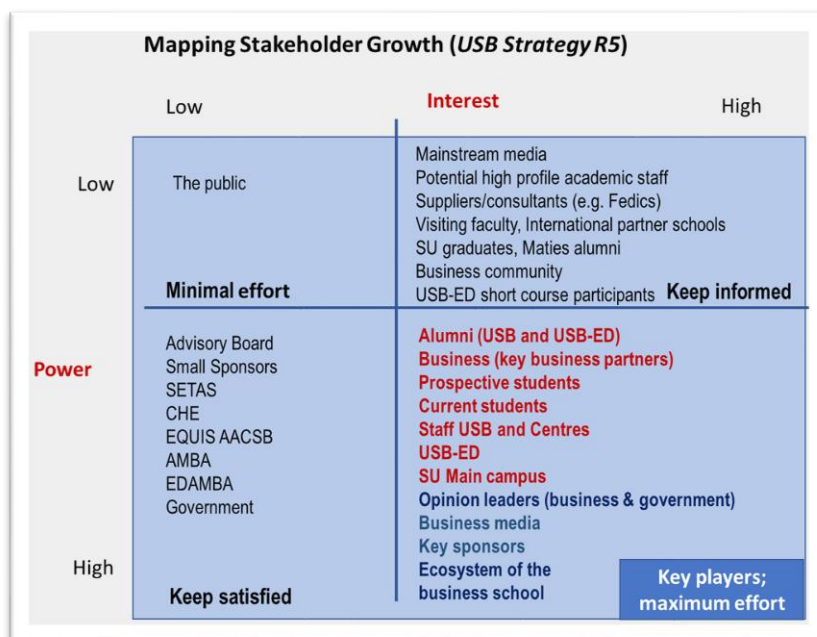 Mapping Stakeholder Growth (USB Strategy R5)
Low
Interest
High
Low
The public
Minimal effort
Mainstream media
Potential high profile academic staff
Suppliers/consultants (e.g. Fedics)
Visiting faculty, International partner schools
SU graduates, Maties alumni
Business community
USB-ED short course participants
Keep informed
Power
High
Advisory Board
Small Sponsors
SETAS
CHE
EQUIS AACSB
AMBA
EDAMBA
Government
Keep satisfied
Alumni (USB and USB-ED)
Business (key business partners)
Prospective students
Current students
Staff USB and Centres
USB-ED
SU Main campus
Opinion leaders (business & government)
Business media
Key sponsors
Ecosystem of the
business school
Key players;
maximum effort